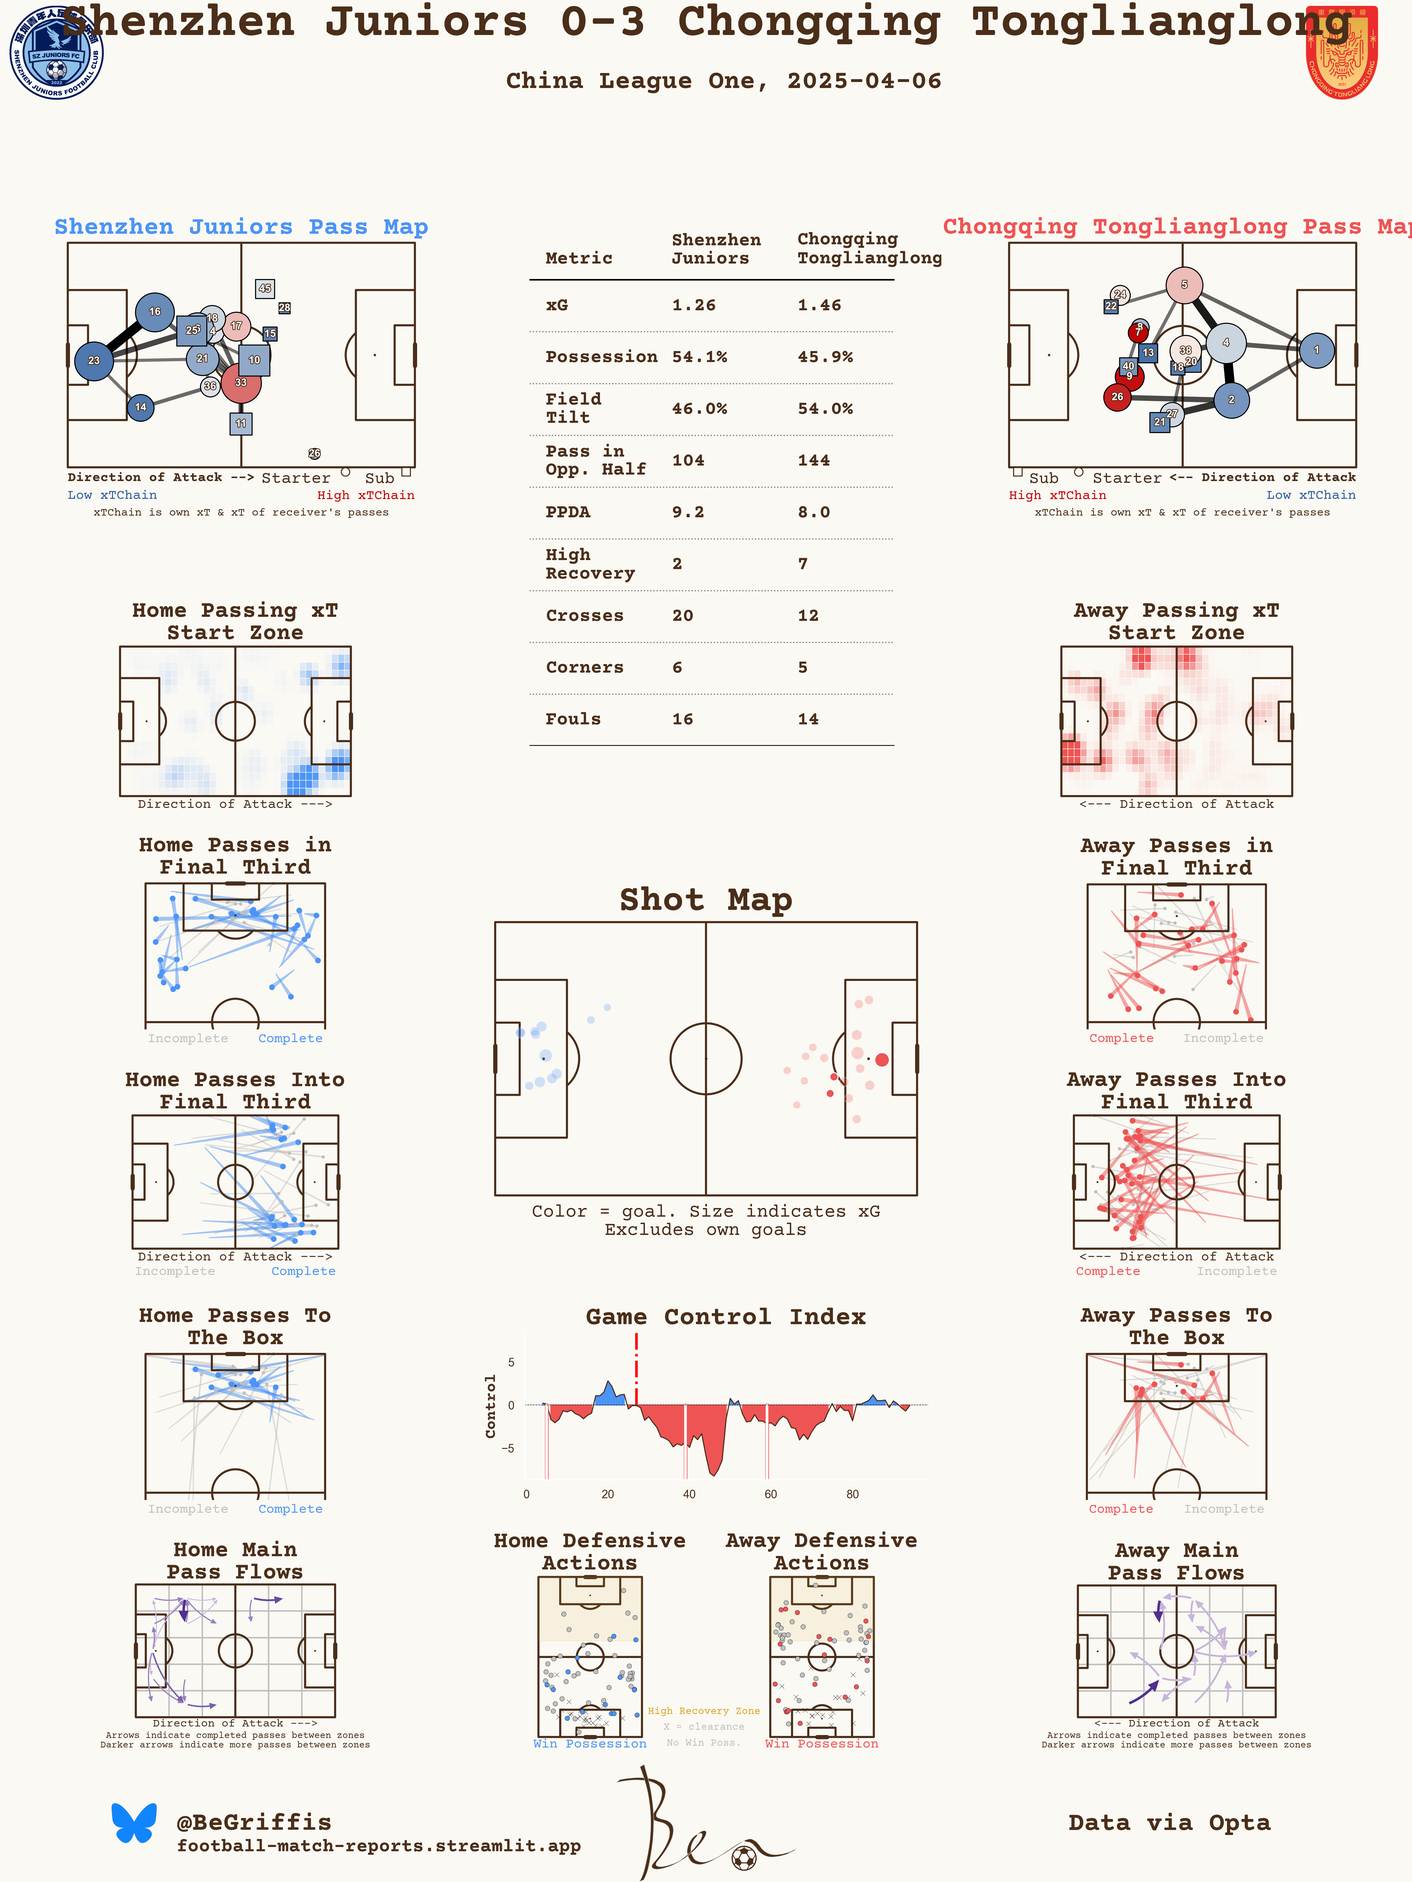 Shenzhen Juniors 0-3 Chongqing Tonglianglong
China League One, 2025-04-06
SZ JUNIORS FC
SHENZHEN JUNIORS FOOTBALL CLUB
CHONGQING TONGLIANGLONG
Shenzhen Juniors Pass Map
16
23
14
25
18
4
17
21
10
36
33
11
45
28
15
26
Direction of Attack --> Starter Sub
Low xTChain High xTChain
xTChain is own xT & xT of receiver's passes
Metric Shenzhen Juniors Chongqing Tonglianglong
xG 1.26 1.46
Possession 54.1% 45.9%
Field Tilt 46.0% 54.0%
Pass in Opp. Half 104 144
PPDA 9.2 8.0
High Recovery 2 7
Crosses 20 12
Corners 6 5
Fouls 16 14
Chongqing Tonglianglong Pass Map
5
24
22
8
7
13
38
4
1
40
9
18
20
26
27
21
2
Sub Starter <-- Direction of Attack
High xTChain Low xTChain
xTChain is own xT & xT of receiver's passes
Home Passing xT
Start Zone
Direction of Attack --->
Away Passing xT
Start Zone
<--- Direction of Attack
Home Passes in
Final Third
Incomplete Complete
Away Passes in
Final Third
Complete Incomplete
Shot Map
Color = goal. Size indicates xG
Excludes own goals
Home Passes Into
Final Third
Direction of Attack --->
Incomplete Complete
Away Passes Into
Final Third
<--- Direction of Attack
Complete Incomplete
Home Passes To
The Box
Incomplete Complete
Game Control Index
Control
5
0
−5
0 20 40 60 80
Away Passes To
The Box
Complete Incomplete
Home Main
Pass Flows
Direction of Attack --->
Arrows indicate completed passes between zones
Darker arrows indicate more passes between zones
Home Defensive
Actions
Win Possession
High Recovery Zone
X = clearance
No Win Poss.
Away Defensive
Actions
Win Possession
Away Main
Pass Flows
<--- Direction of Attack
Arrows indicate completed passes between zones
Darker arrows indicate more passes between zones
@BeGriffis
football-match-reports.streamlit.app
Ben
Data via Opta